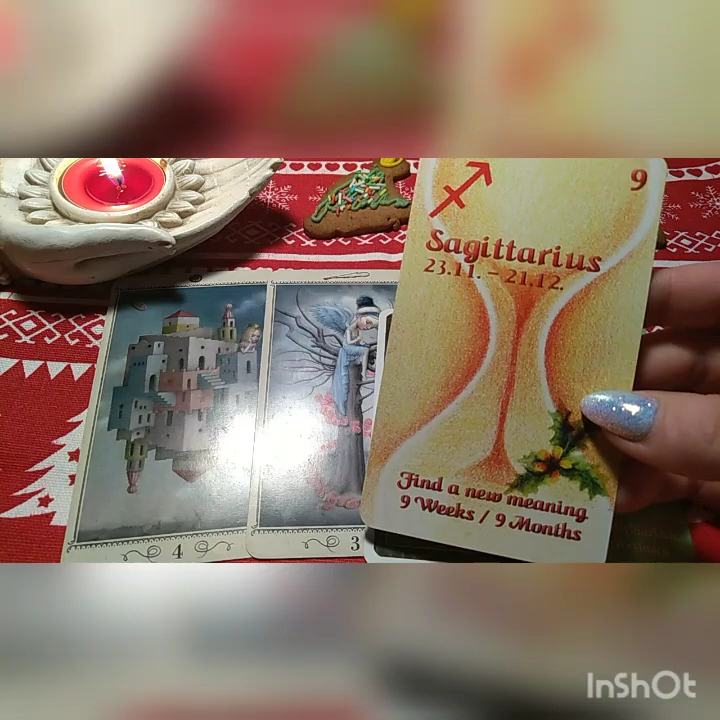 9
Sagittarius
23.11. – 21.12.
Find a new meaning
9 Weeks / 9 Months
4
3
InShOt